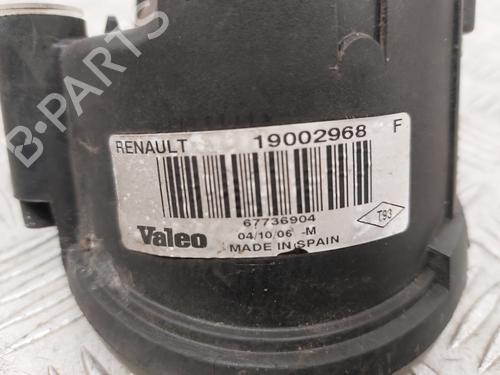 B-PARTS
RENAULT 19002968 F
67736904
Valeo 04/10/06 -M
MADE IN SPAIN
T93